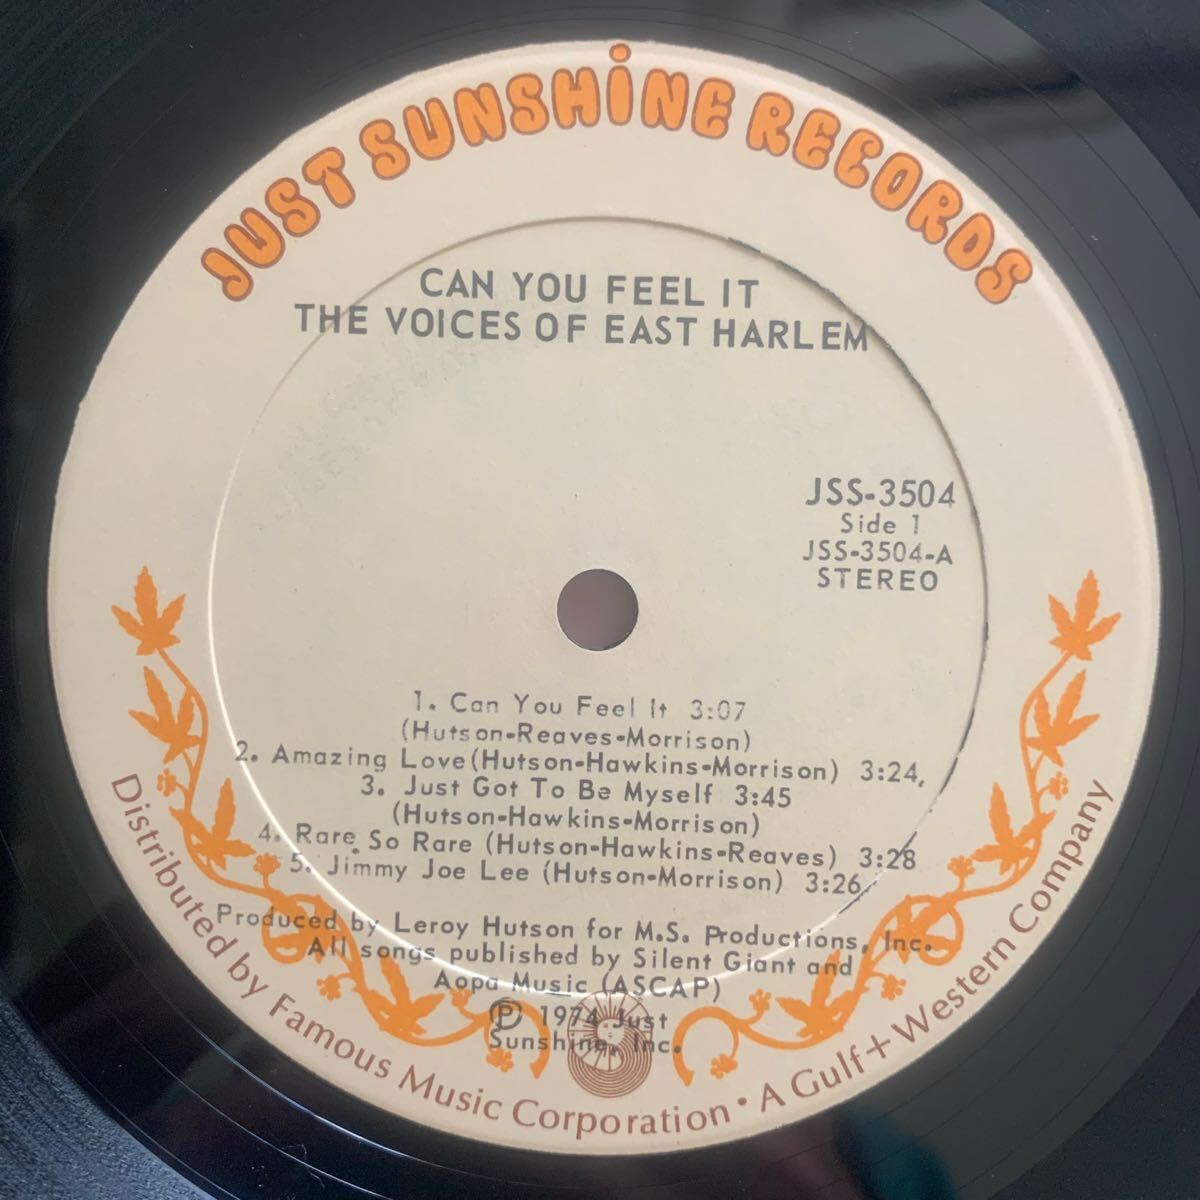 JUST SUNSHINE RECORDS
CAN YOU FEEL IT
THE VOICES OF EAST HARLEM
JSS-3504
Side 1
JSS-3504-A
STEREO
1. Can You Feel It 3:07
(Hutson-Reaves-Morrison)
2. Amazing Love (Hutson-Hawkins-Morrison) 3:24
3. Just Got To Be Myself 3:45
(Hutson-Hawkins-Morrison)
4. Rare So Rare (Hutson-Hawkins-Reaves) 3:28
5. Jimmy Joe Lee (Hutson-Morrison) 3:26
Produced by Leroy Hutson for M.S. Productions, Inc.
All songs published by Silent Giant and
Aopa Music (ASCAP)
Ⓟ 1974 Just
Sunshine, Inc.
Distributed by Famous Music Corporation • A Gulf + Western Company